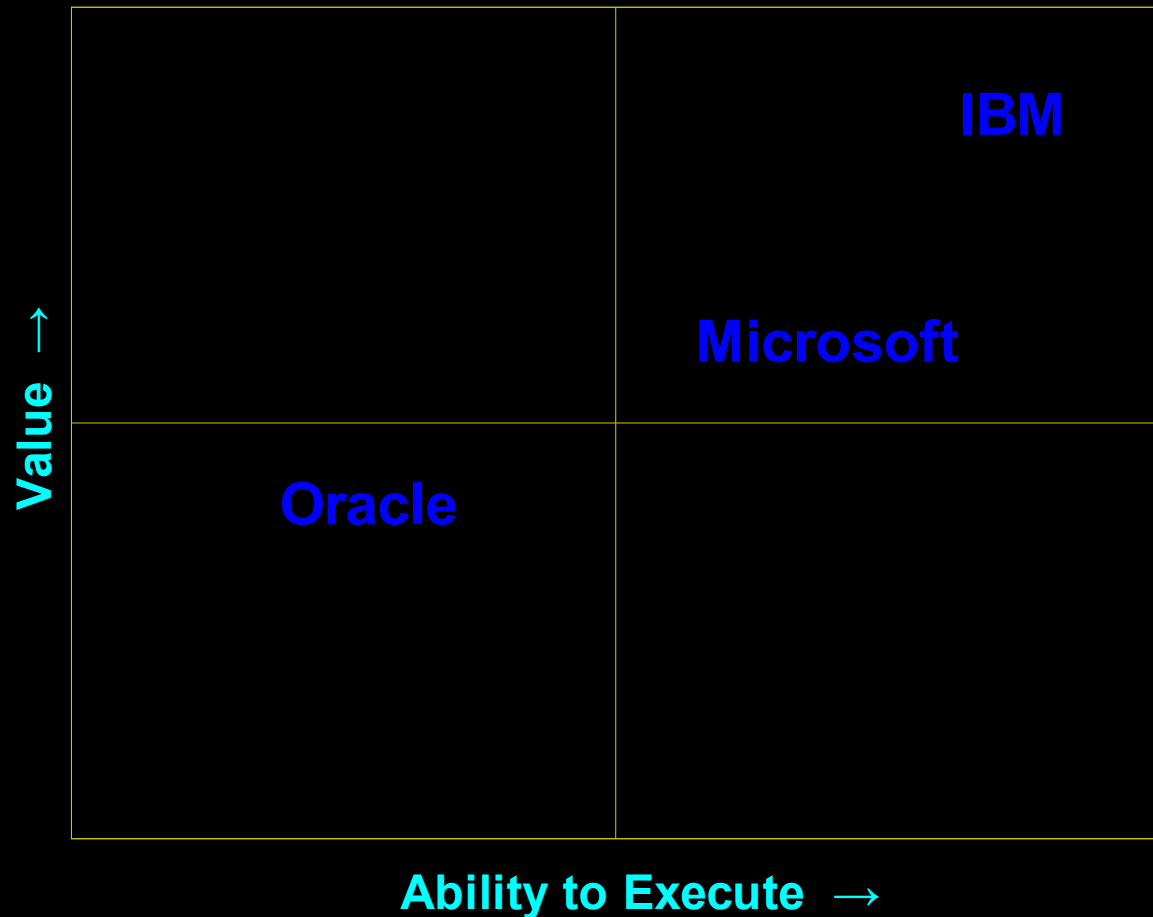 IBM
Microsoft
Oracle
Value →
Ability to Execute →